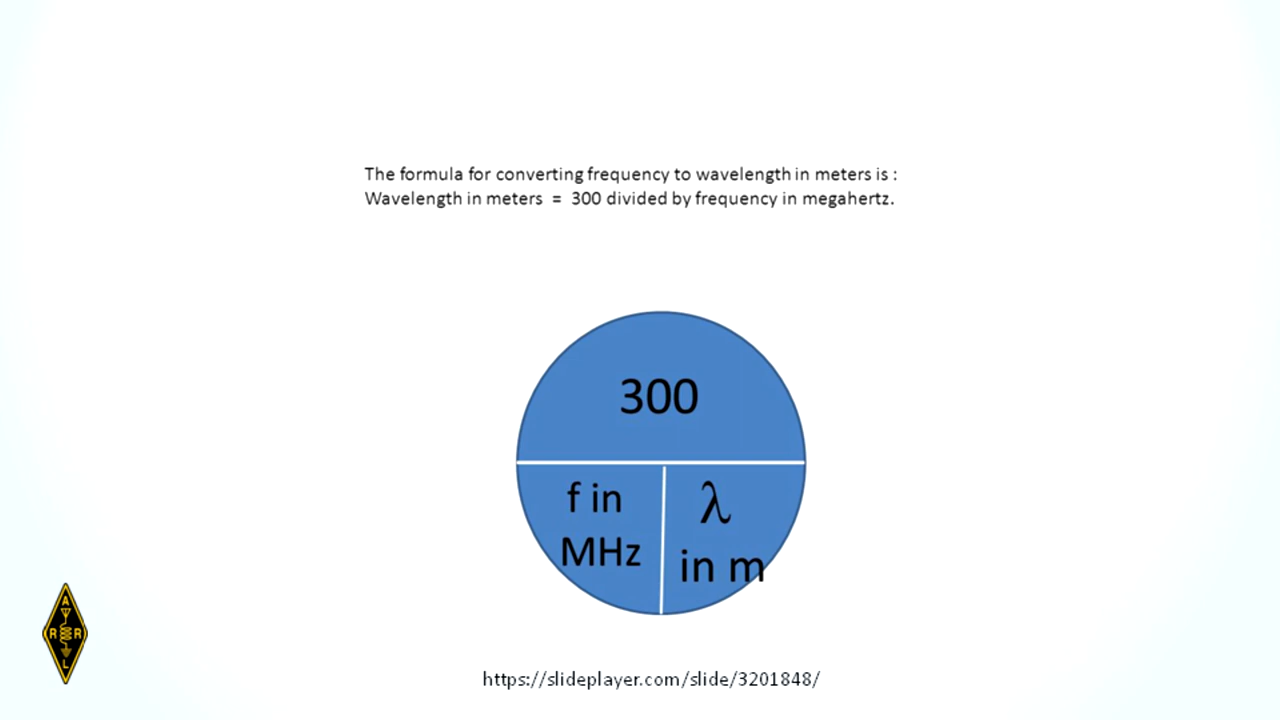 The formula for converting frequency to wavelength in meters is :
Wavelength in meters = 300 divided by frequency in megahertz.
300
f in
MHz
λ
in m
A
R R
L
https://slideplayer.com/slide/3201848/